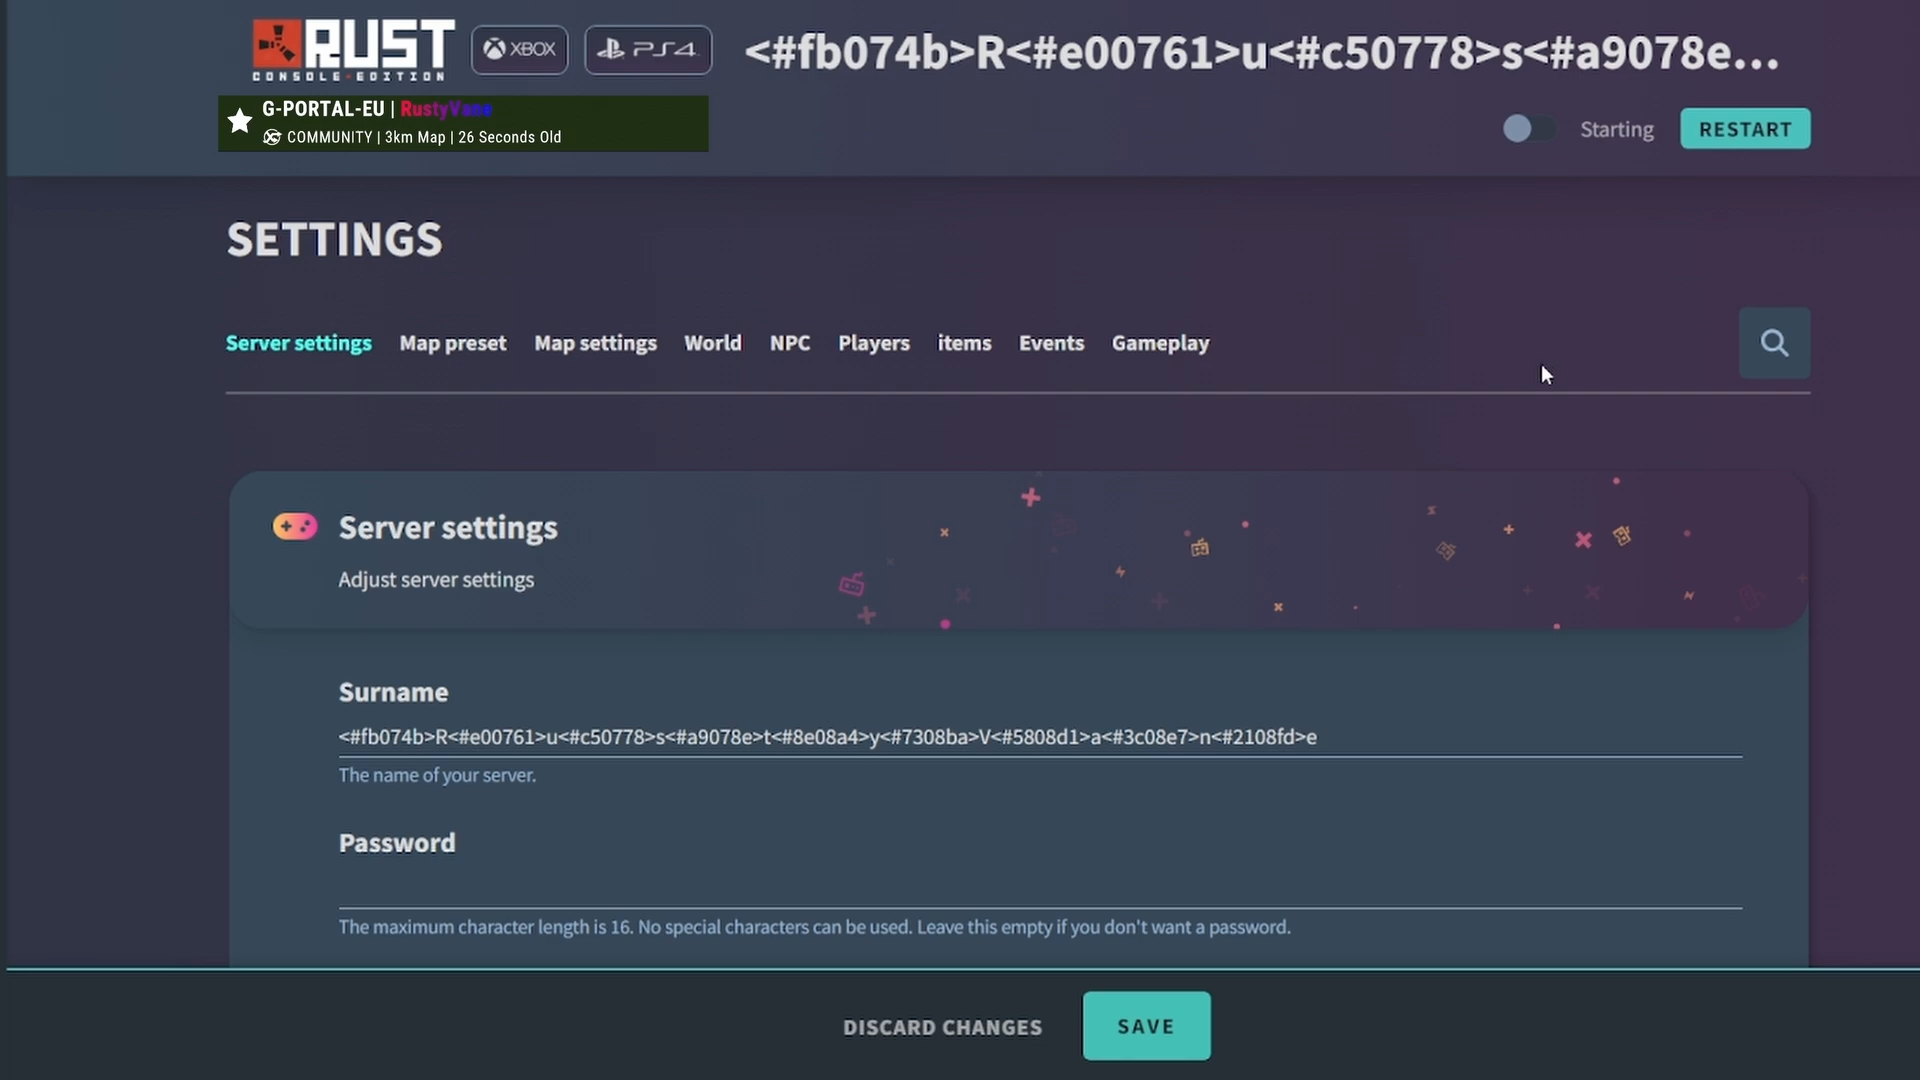 RUST
CONSOLE EDITION
XBOX
PS4
<#fb074b>R<#e00761>u<#c50778>s<#a9078e...
G-PORTAL-EU | RustyVane
COMMUNITY | 3km Map | 26 Seconds Old
Starting
RESTART
SETTINGS
Server settings Map preset Map settings World NPC Players items Events Gameplay
Server settings
Adjust server settings
Surname
<#fb074b>R<#e00761>u<#c50778>s<#a9078e>t<#8e08a4>y<#7308ba>V<#5808d1>a<#3c08e7>n<#2108fd>e
The name of your server.
Password
The maximum character length is 16. No special characters can be used. Leave this empty if you don't want a password.
DISCARD CHANGES
SAVE